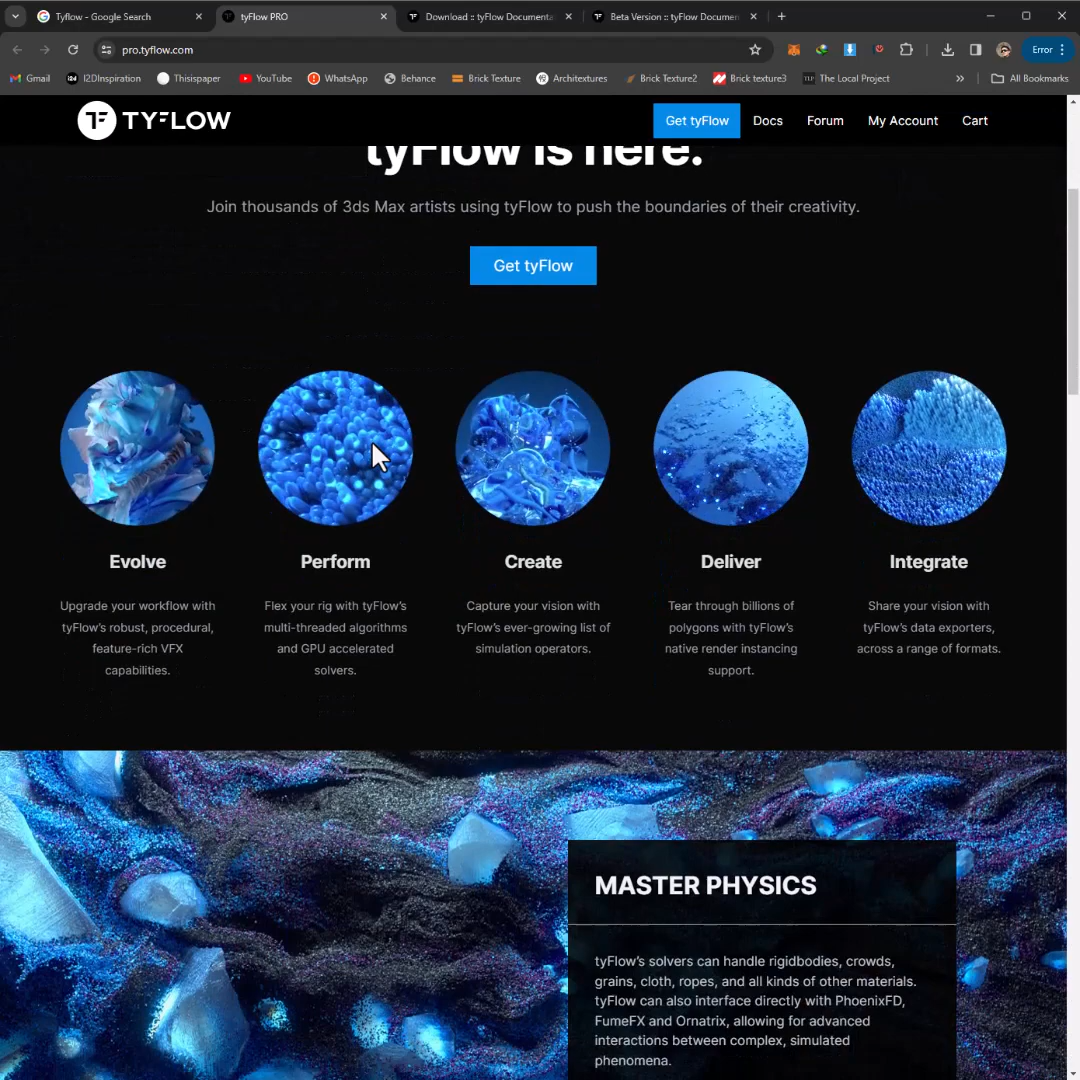 Tyflow - Google Search
tyFlow PRO
Download :: tyFlow Documenta
Beta Version :: tyFlow Documen
pro.tyflow.com
Error
Gmail
I2DInspiration
Thisispaper
YouTube
WhatsApp
Behance
Brick Texture
Architextures
Brick Texture2
Brick texture3
TLP
The Local Project
»
All Bookmarks
TYFLOW
Get tyFlow
Docs
Forum
My Account
Cart
tyFlow is here.
Join thousands of 3ds Max artists using tyFlow to push the boundaries of their creativity.
Get tyFlow
Evolve
Upgrade your workflow with
tyFlow's robust, procedural,
feature-rich VFX
capabilities.
Perform
Flex your rig with tyFlow's
multi-threaded algorithms
and GPU accelerated
solvers.
Create
Capture your vision with
tyFlow's ever-growing list of
simulation operators.
Deliver
Tear through billions of
polygons with tyFlow's
native render instancing
support.
Integrate
Share your vision with
tyFlow's data exporters,
across a range of formats.
MASTER PHYSICS
tyFlow's solvers can handle rigidbodies, crowds,
grains, cloth, ropes, and all kinds of other materials.
tyFlow can also interface directly with PhoenixFD,
FumeFX and Ornatrix, allowing for advanced
interactions between complex, simulated
phenomena.